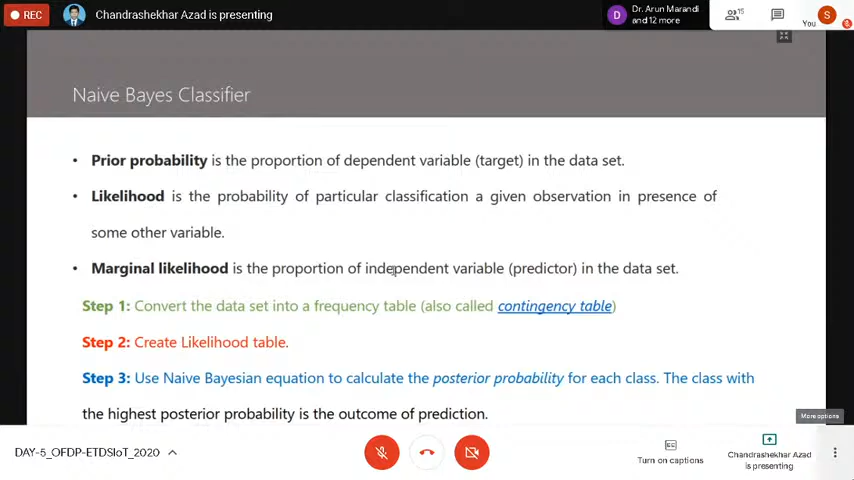 REC
Chandrashekhar Azad is presenting
D
Dr. Arun Marandi
and 12 more
15
S
You
Naive Bayes Classifier
• Prior probability is the proportion of dependent variable (target) in the data set.
• Likelihood is the probability of particular classification a given observation in presence of
some other variable.
• Marginal likelihood is the proportion of independent variable (predictor) in the data set.
Step 1: Convert the data set into a frequency table (also called contingency table)
Step 2: Create Likelihood table.
Step 3: Use Naive Bayesian equation to calculate the posterior probability for each class. The class with
the highest posterior probability is the outcome of prediction.
More options
DAY-5_OFDP-ETDSIoT_2020
Turn on captions
Chandrashekhar Azad
is presenting